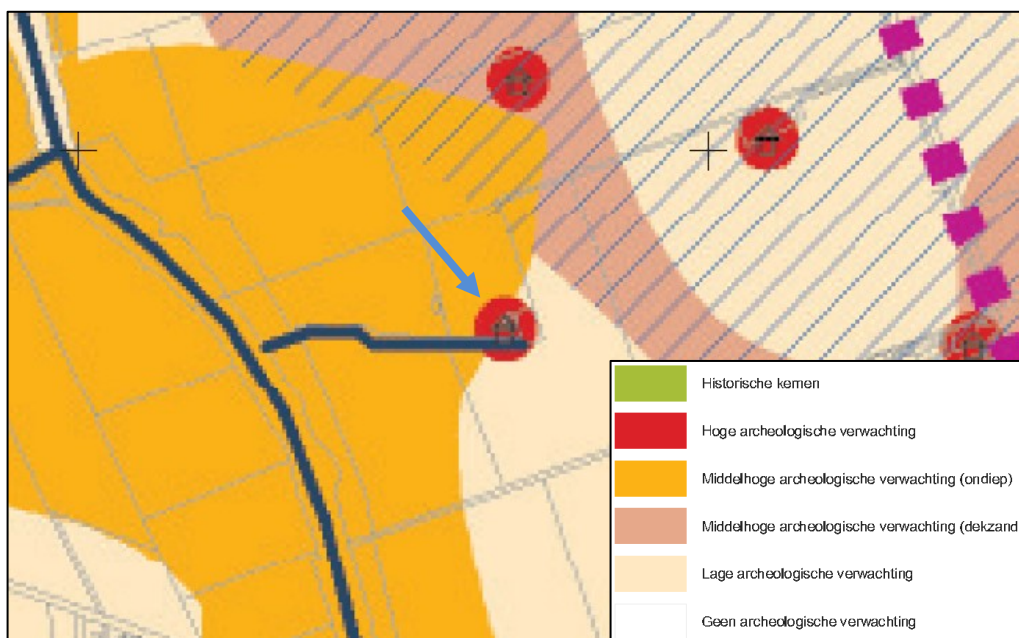 Historische kernen
Hoge archeologische verwachting
Middelhoge archeologische verwachting (ondiep)
Middelhoge archeologische verwachting (dekzand
Lage archeologische verwachting
Geen archeologische verwachting